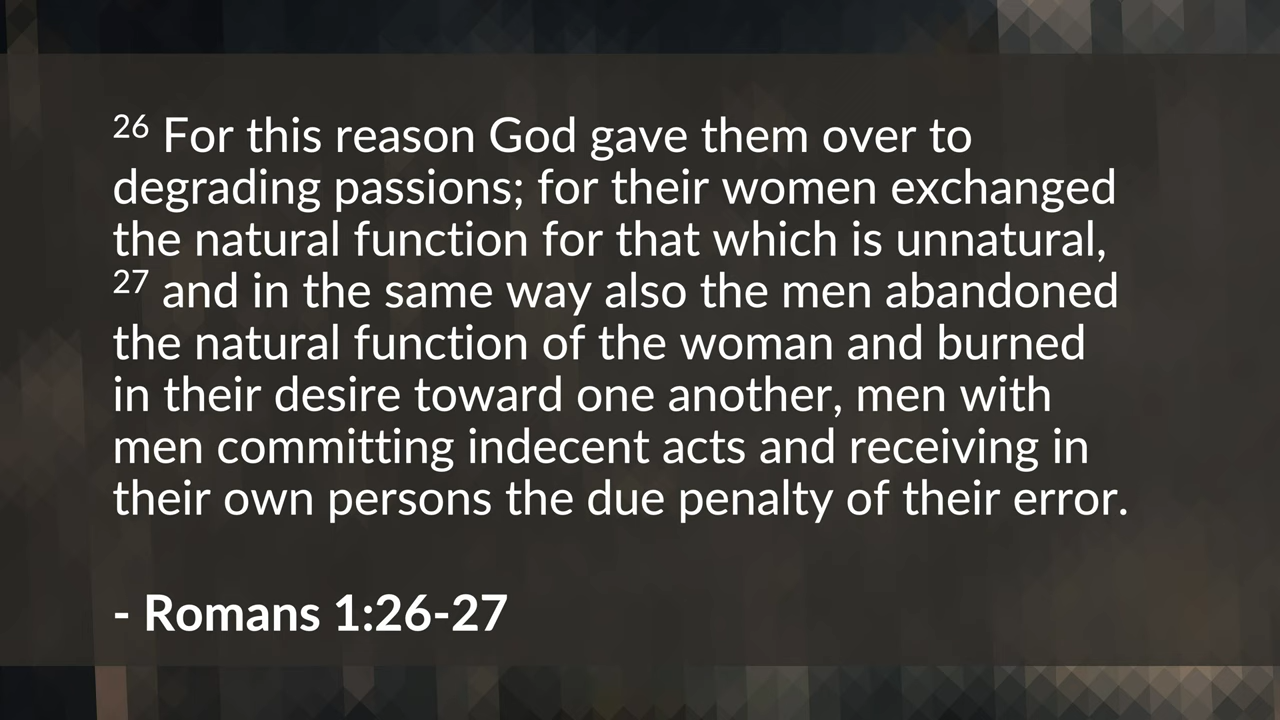 26 For this reason God gave them over to
degrading passions; for their women exchanged
the natural function for that which is unnatural,
27 and in the same way also the men abandoned
the natural function of the woman and burned
in their desire toward one another, men with
men committing indecent acts and receiving in
their own persons the due penalty of their error.
- Romans 1:26-27